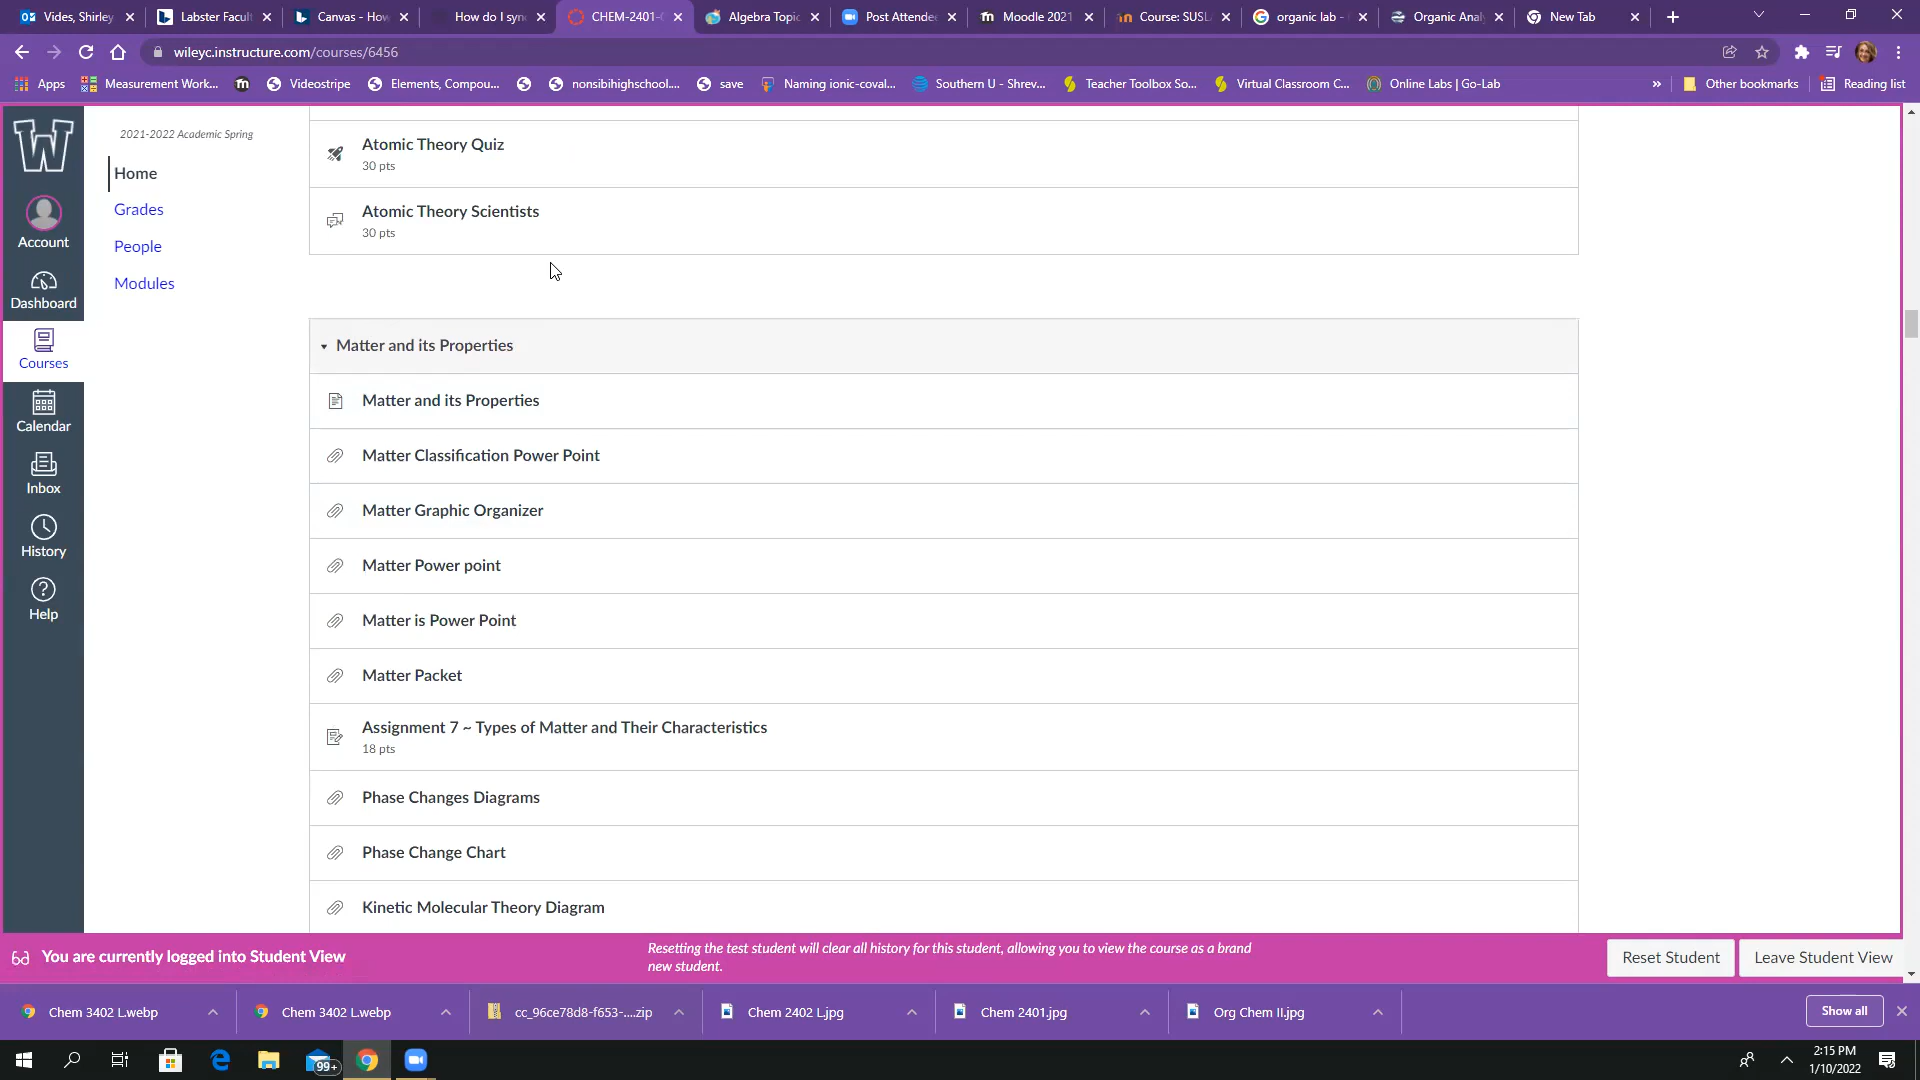 Vides, Shirley
Labster Facul
Canvas - How
How do I syn
CHEM-2401-0
Algebra Topic
Post Attende
Moodle 2021
Course: SUSL
organic lab -
Organic Anal
New Tab
wileyc.instructure.com/courses/6456
Apps
Measurement Work...
Videostripe
Elements, Compou...
nonsibihighschool....
save
Naming ionic-coval...
Southern U - Shrev...
Teacher Toolbox So...
Virtual Classroom C...
Online Labs | Go-Lab
»
Other bookmarks
Reading list
W
Account
Dashboard
Courses
Calendar
Inbox
History
Help
2021-2022 Academic Spring
Home
Grades
People
Modules
Atomic Theory Quiz
30 pts
Atomic Theory Scientists
30 pts
Matter and its Properties
Matter and its Properties
Matter Classification Power Point
Matter Graphic Organizer
Matter Power point
Matter is Power Point
Matter Packet
Assignment 7 ~ Types of Matter and Their Characteristics
18 pts
Phase Changes Diagrams
Phase Change Chart
Kinetic Molecular Theory Diagram
You are currently logged into Student View
Resetting the test student will clear all history for this student, allowing you to view the course as a brand
new student.
Reset Student
Leave Student View
Chem 3402 L.webp
Chem 3402 L.webp
cc_96ce78d8-f653-....zip
Chem 2402 L.jpg
Chem 2401.jpg
Org Chem II.jpg
Show all
99+
2:15 PM
1/10/2022